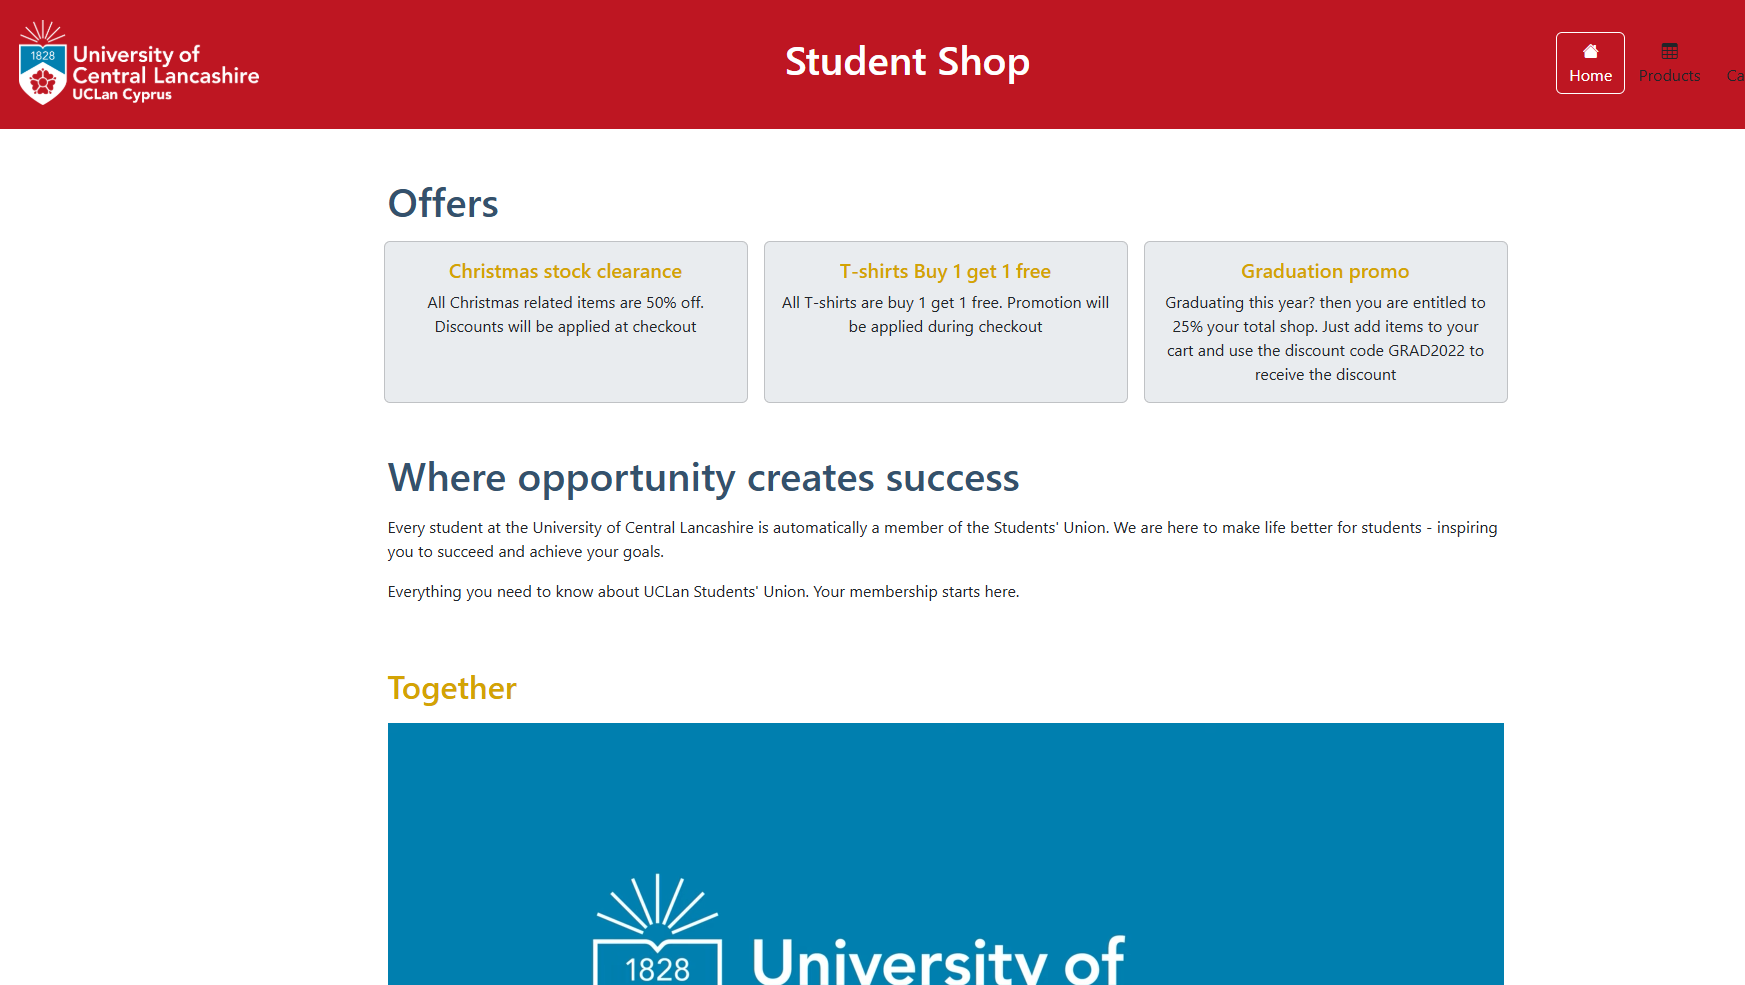 1828
University of
Central Lancashire
UCLan Cyprus
Student Shop
Home
Products
Ca
Offers
Christmas stock clearance
All Christmas related items are 50% off.
Discounts will be applied at checkout
T-shirts Buy 1 get 1 free
All T-shirts are buy 1 get 1 free. Promotion will
be applied during checkout
Graduation promo
Graduating this year? then you are entitled to
25% your total shop. Just add items to your
cart and use the discount code GRAD2022 to
receive the discount
Where opportunity creates success
Every student at the University of Central Lancashire is automatically a member of the Students' Union. We are here to make life better for students - inspiring
you to succeed and achieve your goals.
Everything you need to know about UCLan Students' Union. Your membership starts here.
Together
1828
University of